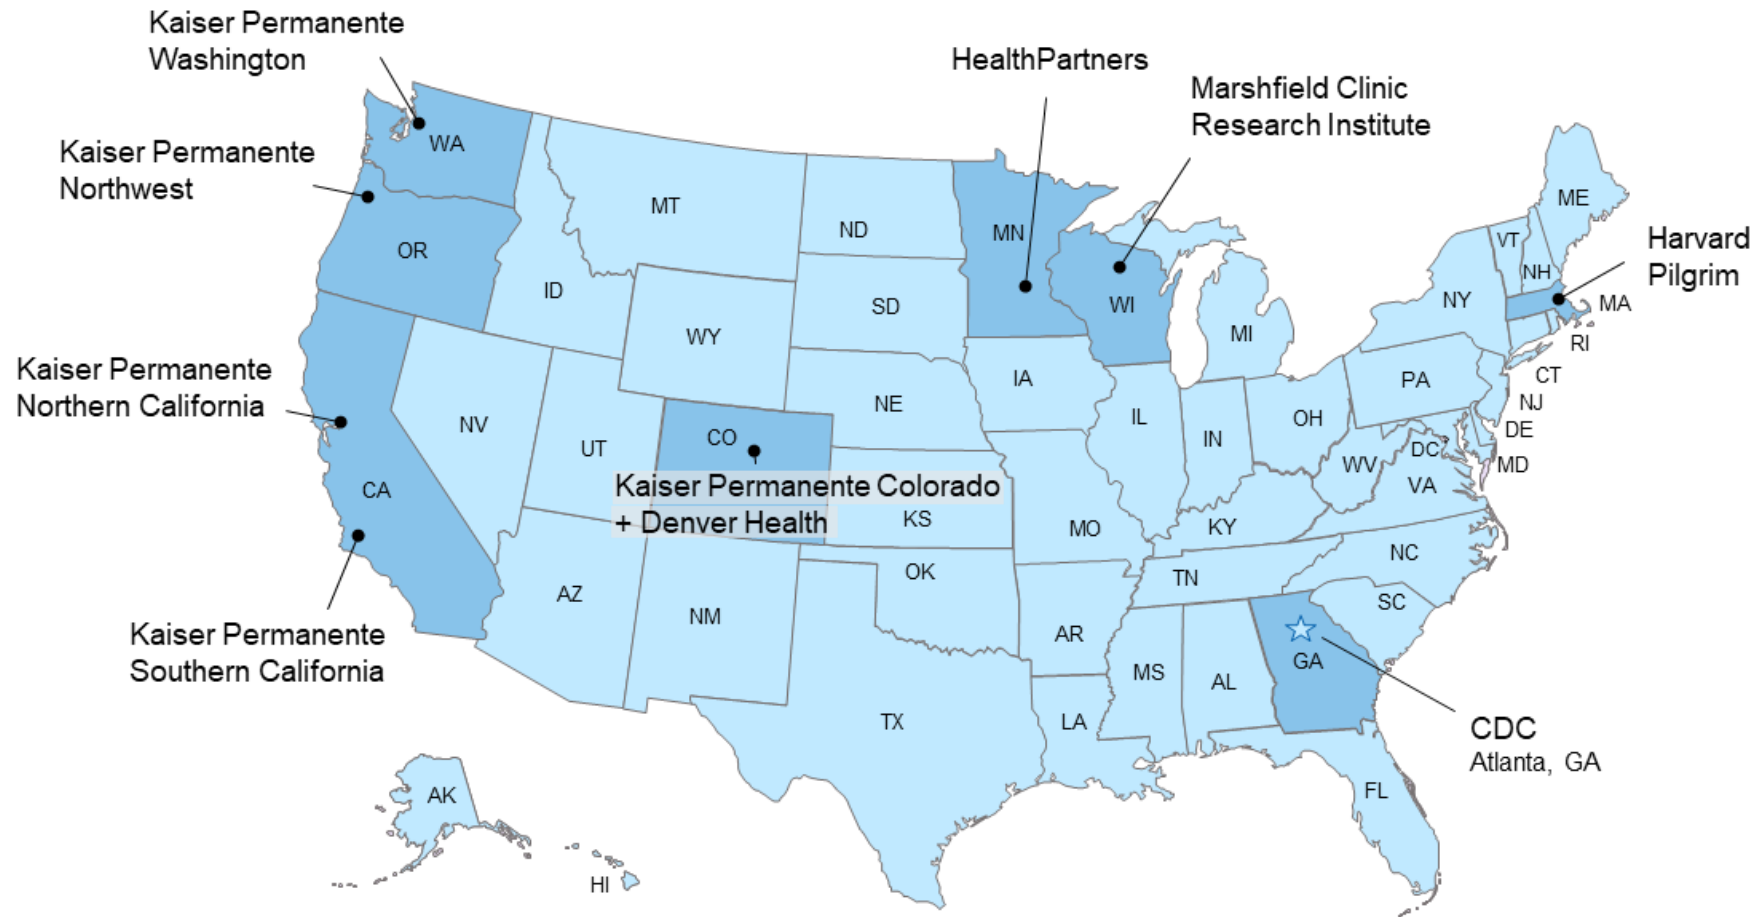 Kaiser Permanente
Washington
HealthPartners
Marshfield Clinic
Research Institute
Kaiser Permanente
Northwest
WA
MT
ND
MN
ME
VT
NH
Harvard
Pilgrim
OR
ID
SD
WI
NY
MA
WY
MI
RI
Kaiser Permanente
Northern California
IA
PA
CT
NE
NJ
NV
UT
CO
IL
IN
OH
DE
DC
MD
WV
VA
CA
Kaiser Permanente Colorado
+ Denver Health
KS
MO
KY
NC
OK
TN
AZ
NM
AR
SC
Kaiser Permanente
Southern California
MS
AL
GA
TX
LA
CDC
Atlanta, GA
AK
FL
HI